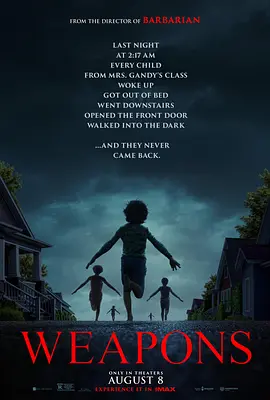 FROM THE DIRECTOR OF BARBARIAN
LAST NIGHT
AT 2:17 AM
EVERY CHILD
FROM MRS. GANDY'S CLASS
WOKE UP
GOT OUT OF BED
WENT DOWNSTAIRS
OPENED THE FRONT DOOR
WALKED INTO THE DARK
...AND THEY NEVER
CAME BACK.
WEAPONS
ONLY IN THEATERS
AUGUST 8
EXPERIENCE IT IN IMAX